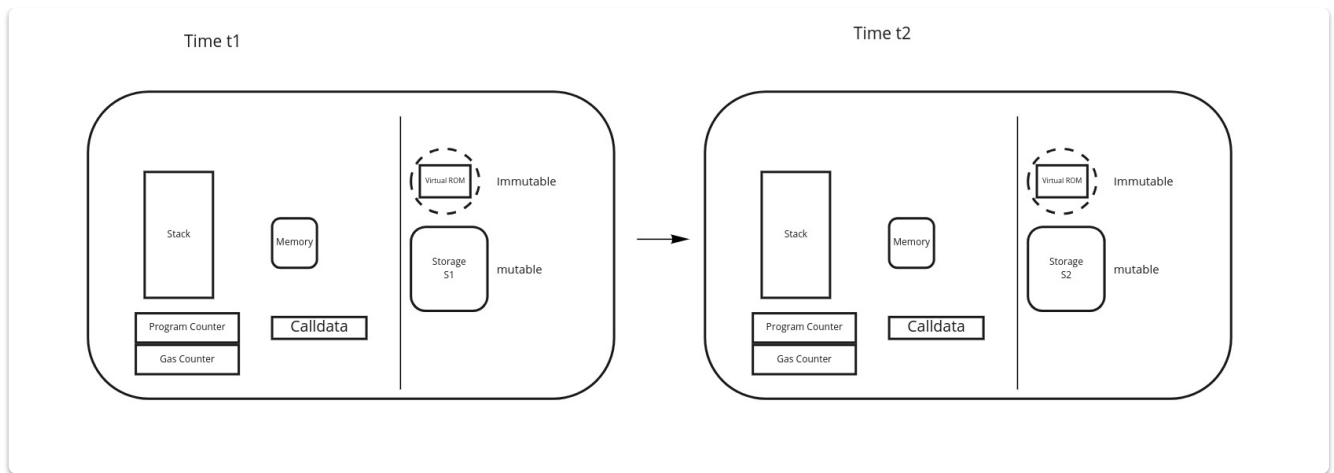 Time t1
Virtual ROM
Immutable
Stack
Memory
Storage
S1
mutable
Program Counter
Calldata
Gas Counter
Time t2
Virtual ROM
Immutable
Stack
Memory
Storage
S2
mutable
Program Counter
Calldata
Gas Counter